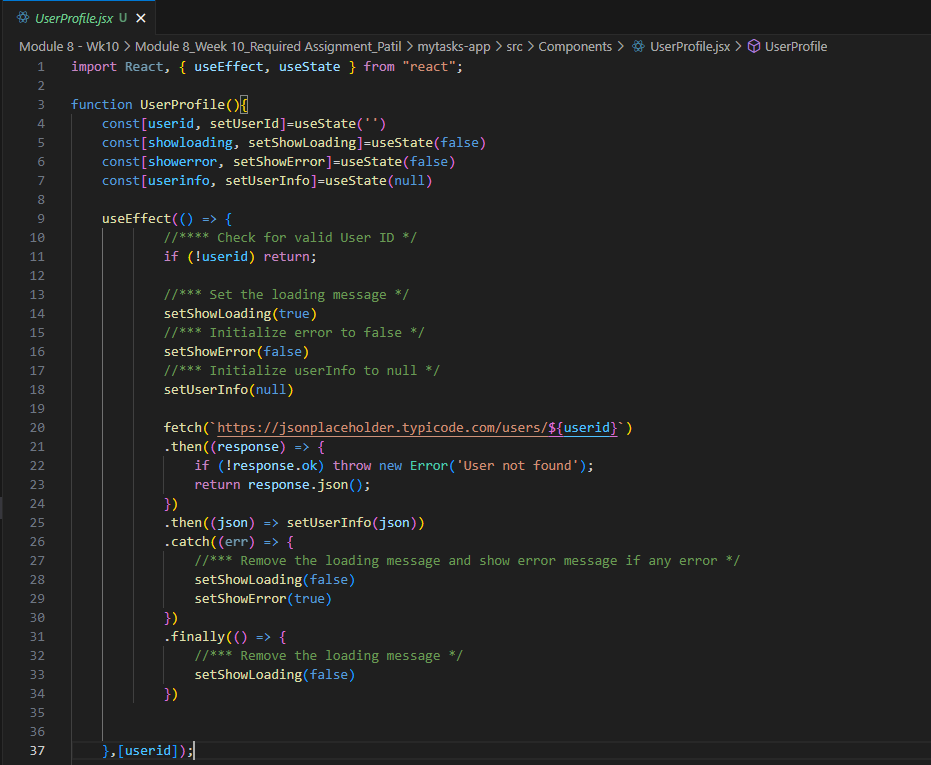 UserProfile.jsx U ×
Module 8 - Wk10 > Module 8_Week 10_Required Assignment_Patil > mytasks-app > src > Components > UserProfile.jsx > UserProfile
1 import React, { useEffect, useState } from "react";
2
3 function UserProfile(){
4     const[userid, setUserId]=useState('')
5     const[showloading, setShowLoading]=useState(false)
6     const[showerror, setShowError]=useState(false)
7     const[userinfo, setUserInfo]=useState(null)
8
9     useEffect(() => {
10             //**** Check for valid User ID */
11             if (!userid) return;
12
13             //*** Set the loading message */
14             setShowLoading(true)
15             //*** Initialize error to false */
16             setShowError(false)
17             //*** Initialize userInfo to null */
18             setUserInfo(null)
19
20             fetch(`https://jsonplaceholder.typicode.com/users/${userid}`)
21             .then((response) => {
22                 if (!response.ok) throw new Error('User not found');
23                 return response.json();
24             })
25             .then((json) => setUserInfo(json))
26             .catch((err) => {
27                 //*** Remove the loading message and show error message if any error */
28                 setShowLoading(false)
29                 setShowError(true)
30             })
31             .finally(() => {
32                 //*** Remove the loading message */
33                 setShowLoading(false)
34             })
35
36
37     },[userid]);